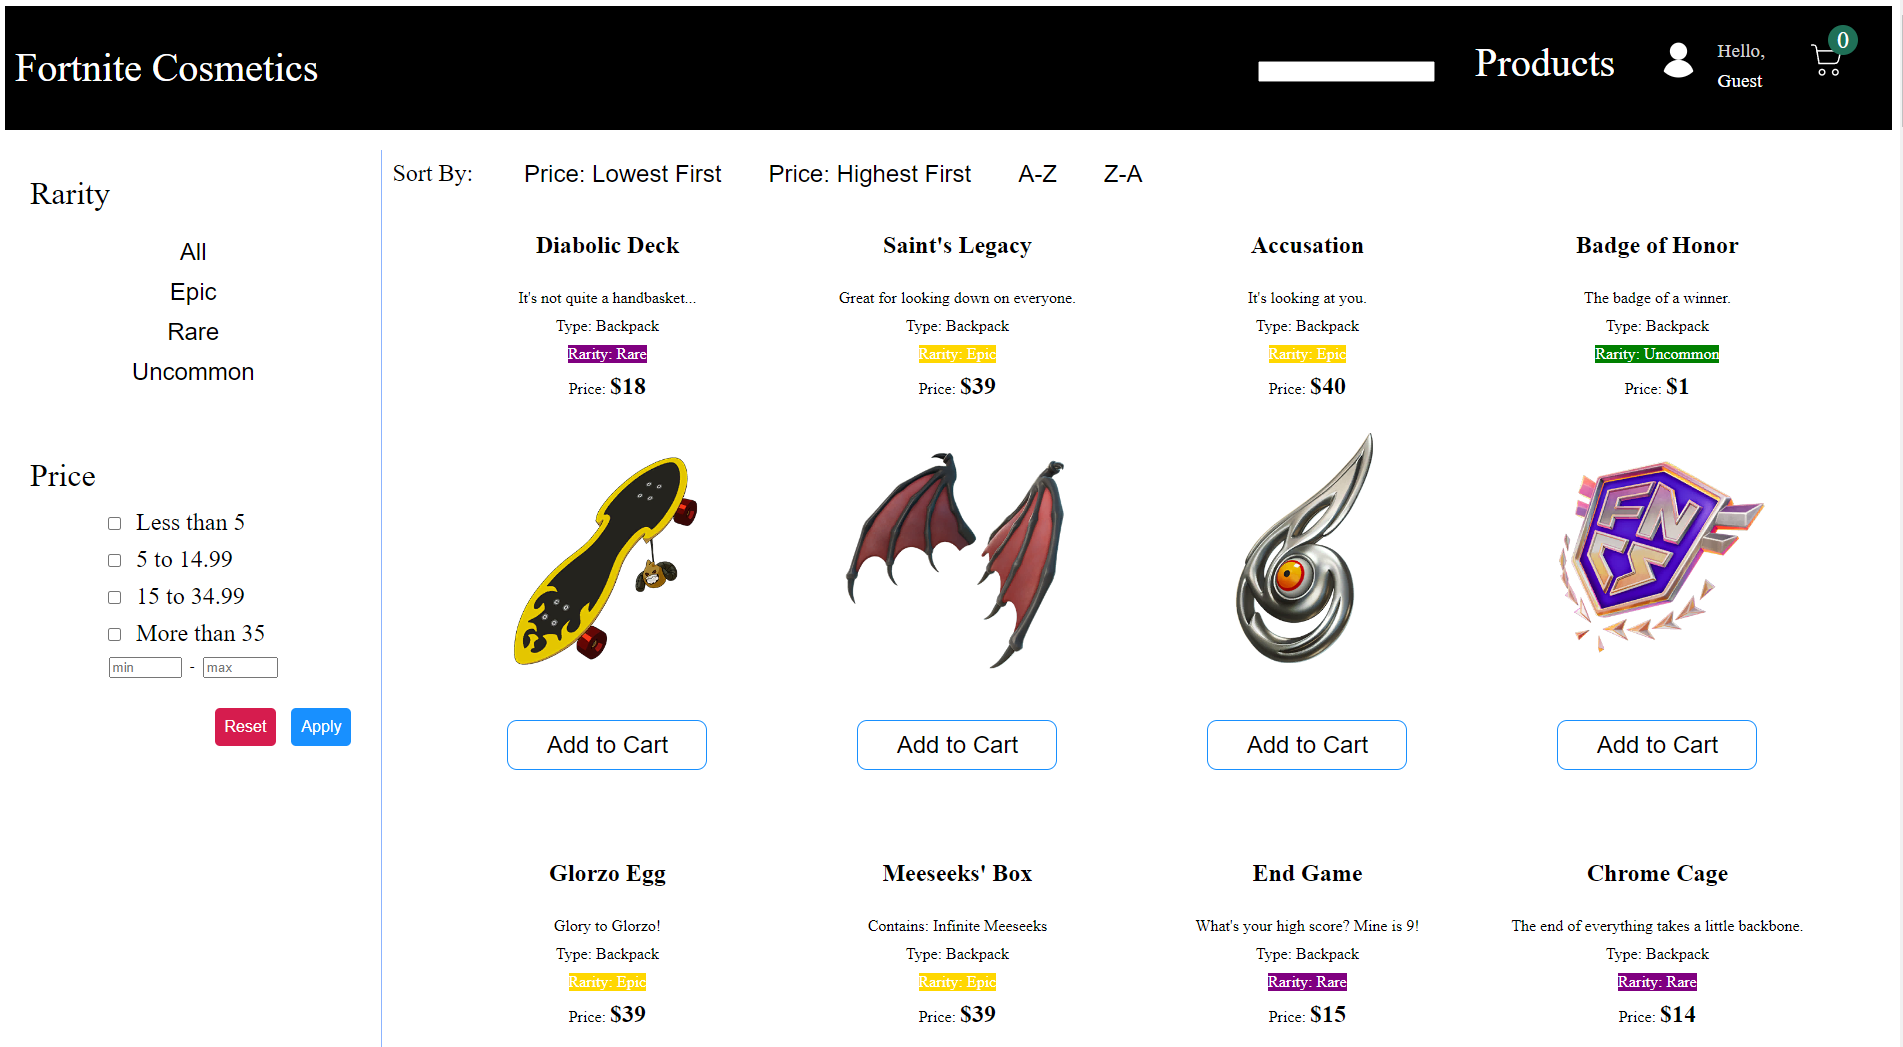 Fortnite Cosmetics
Products
Hello,
Guest
0
Rarity
All
Epic
Rare
Uncommon
Price
Less than 5
5 to 14.99
15 to 34.99
More than 35
min - max
Reset Apply
Sort By: Price: Lowest First Price: Highest First A-Z Z-A
Diabolic Deck
It's not quite a handbasket...
Type: Backpack
Rarity: Rare
Price: $18
Add to Cart
Saint's Legacy
Great for looking down on everyone.
Type: Backpack
Rarity: Epic
Price: $39
Add to Cart
Accusation
It's looking at you.
Type: Backpack
Rarity: Epic
Price: $40
Add to Cart
Badge of Honor
The badge of a winner.
Type: Backpack
Rarity: Uncommon
Price: $1
FN
CS
Add to Cart
Glorzo Egg
Glory to Glorzo!
Type: Backpack
Rarity: Epic
Price: $39
Meeseeks' Box
Contains: Infinite Meeseeks
Type: Backpack
Rarity: Epic
Price: $39
End Game
What's your high score? Mine is 9!
Type: Backpack
Rarity: Rare
Price: $15
Chrome Cage
The end of everything takes a little backbone.
Type: Backpack
Rarity: Rare
Price: $14